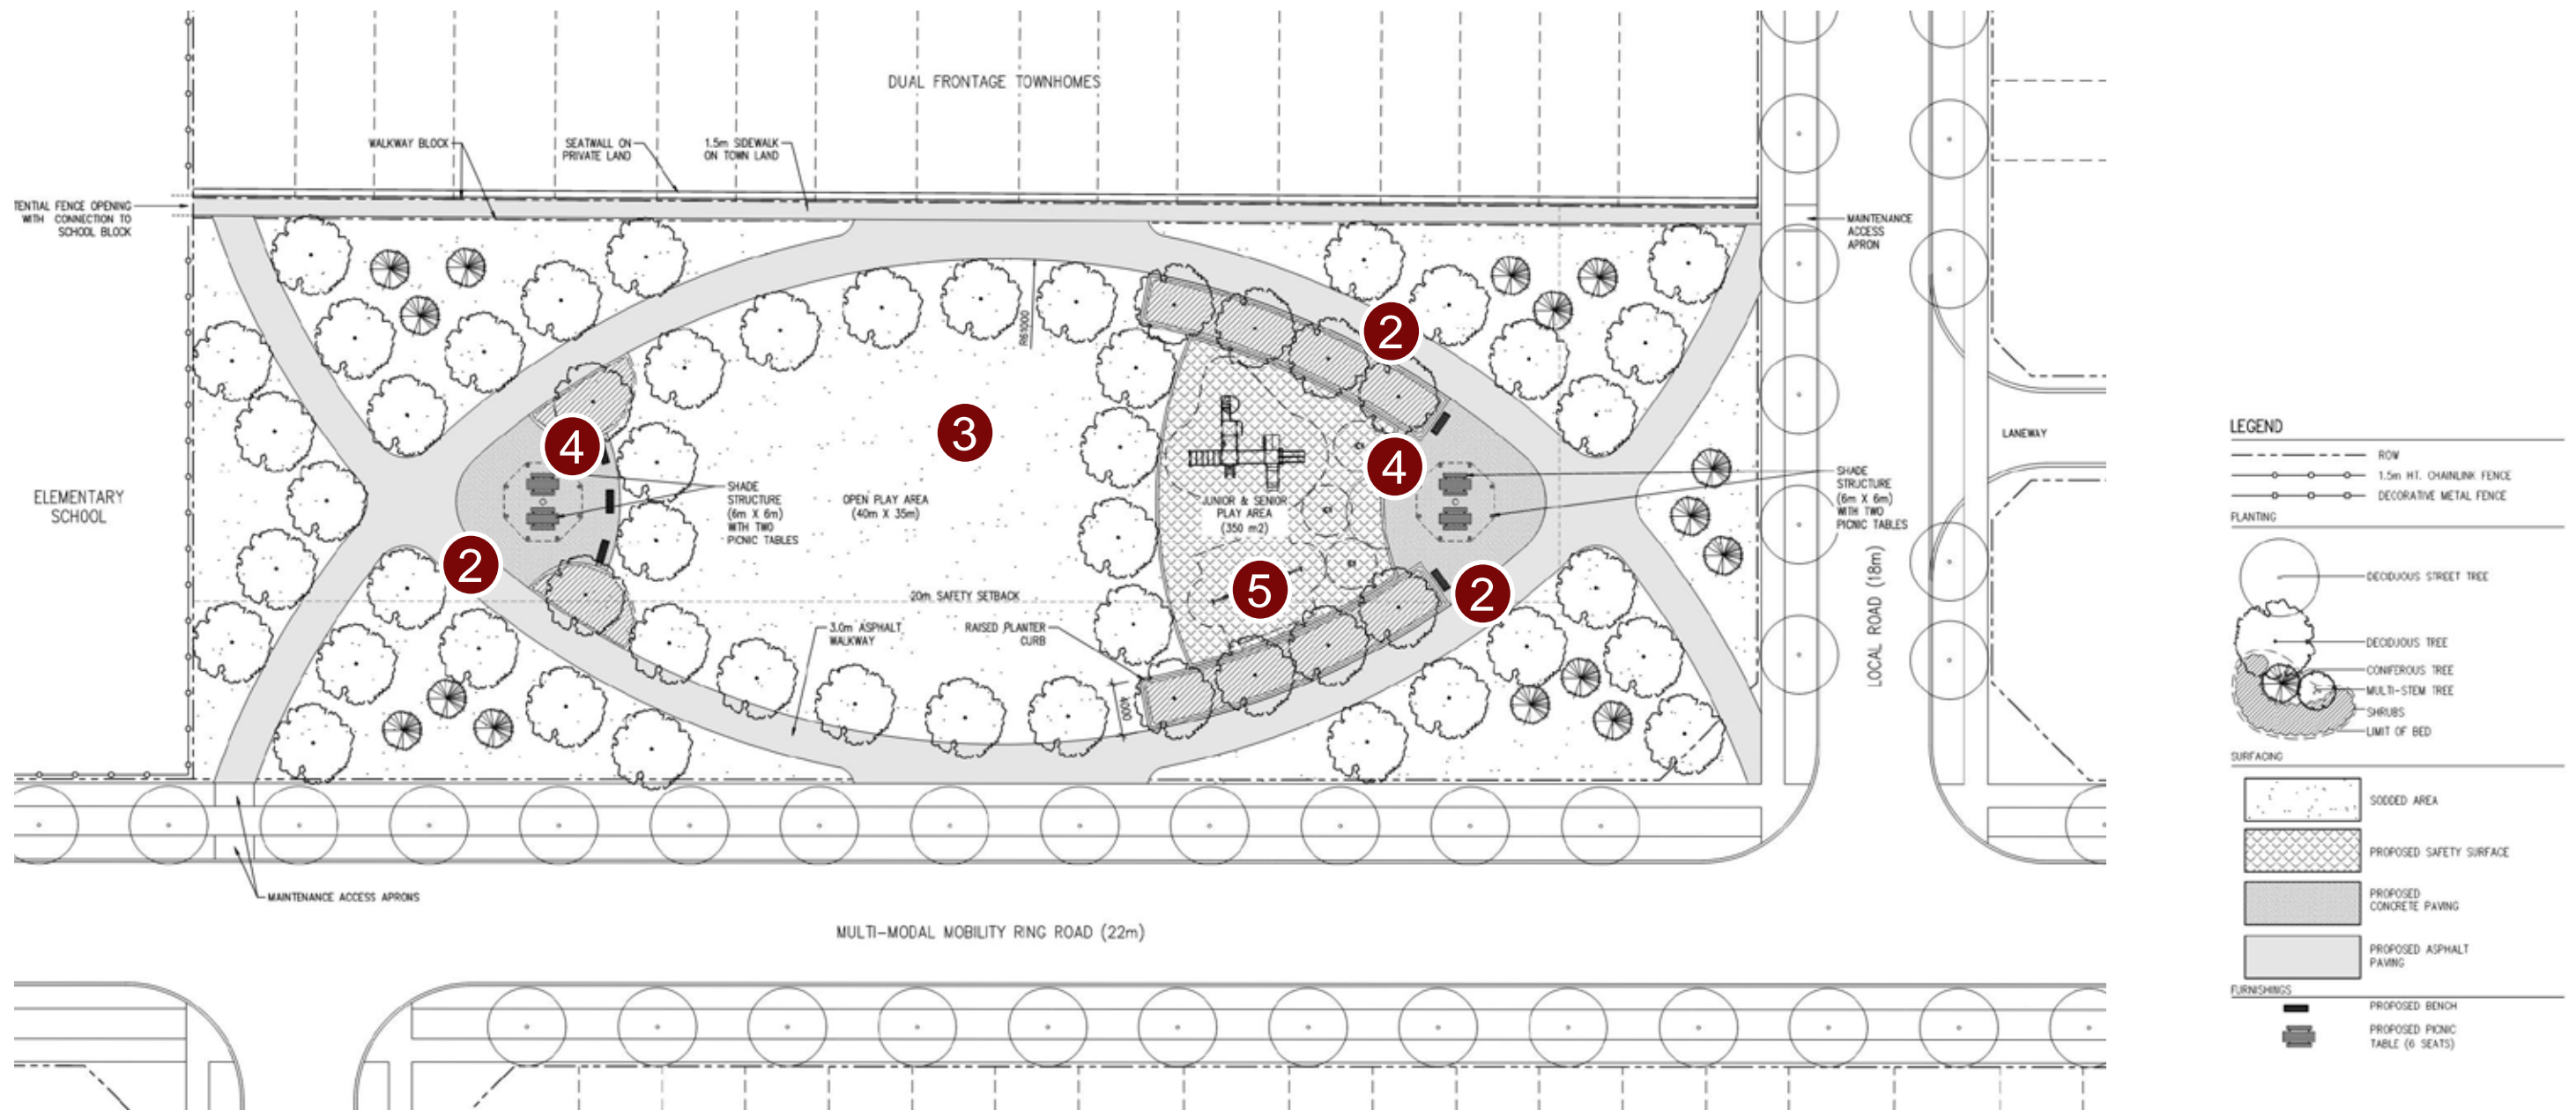 DUAL FRONTAGE TOWNHOMES
WALKWAY BLOCK
SEATWALL ON
PRIVATE LAND
1.5m SIDEWALK
ON TOWN LAND
TENTIAL FENCE OPENING
WITH CONNECTION TO
SCHOOL BLOCK
MAINTENANCE
ACCESS
APRON
R61000
2
3
4
4
ELEMENTARY
SCHOOL
SHADE
STRUCTURE
(6m X 6m)
WITH TWO
PICNIC TABLES
OPEN PLAY AREA
(40m X 35m)
JUNIOR & SENIOR
PLAY AREA
(350 m2)
SHADE
STRUCTURE
(6m X 6m)
WITH TWO
PICNIC TABLES
LANEWAY
2
5
2
20m SAFETY SETBACK
3.0m ASPHALT
WALKWAY
RAISED PLANTER
CURB
4000
LOCAL ROAD (18m)
MAINTENANCE ACCESS APRONS
MULTI-MODAL MOBILITY RING ROAD (22m)
LEGEND
ROW
1.5m HT. CHAINLINK FENCE
DECORATIVE METAL FENCE
PLANTING
DECIDUOUS STREET TREE
DECIDUOUS TREE
CONIFEROUS TREE
MULTI-STEM TREE
SHRUBS
LIMIT OF BED
SURFACING
SODDED AREA
PROPOSED SAFETY SURFACE
PROPOSED
CONCRETE PAVING
PROPOSED ASPHALT
PAVING
FURNISHINGS
PROPOSED BENCH
PROPOSED PICNIC
TABLE (6 SEATS)